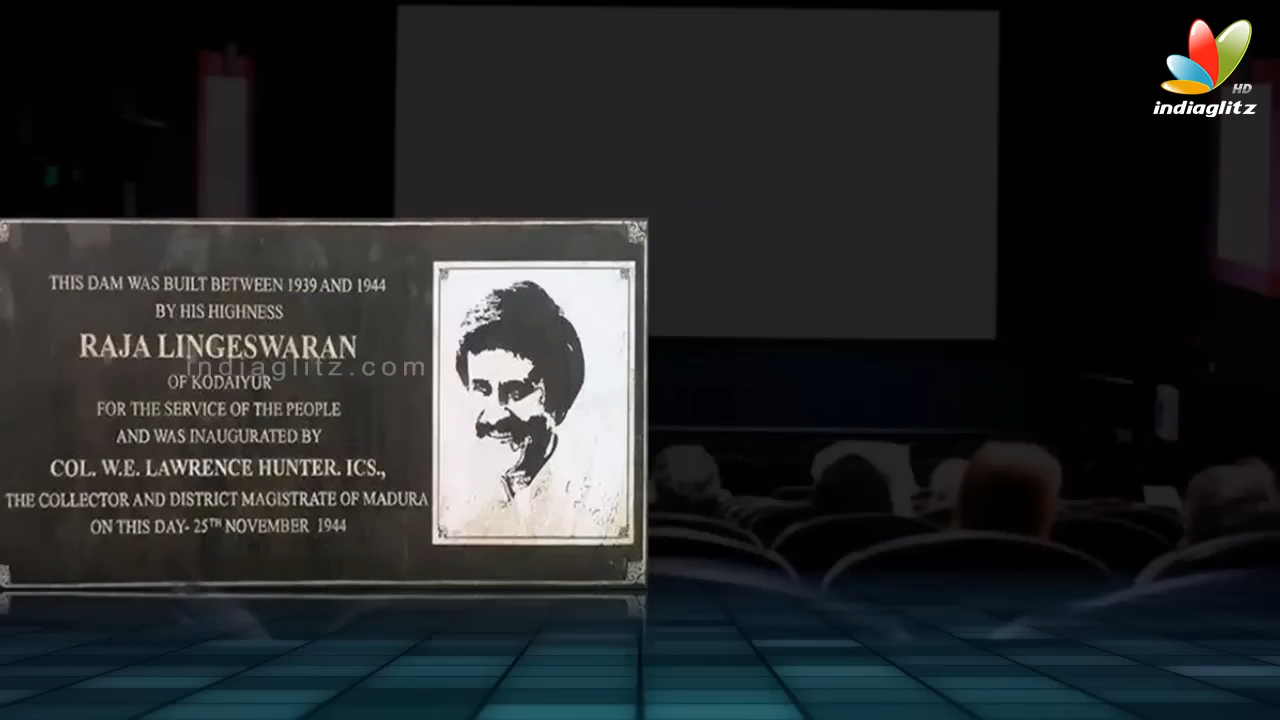 HD
indiaglitz
THIS DAM WAS BUILT BETWEEN 1939 AND 1944
BY HIS HIGHNESS
RAJA LINGESWARAN
indiaglitz.com
OF KODAIYUR
FOR THE SERVICE OF THE PEOPLE
AND WAS INAUGURATED BY
COL. W.E. LAWRENCE HUNTER. ICS.,
THE COLLECTOR AND DISTRICT MAGISTRATE OF MADURA
ON THIS DAY- 25TH NOVEMBER 1944